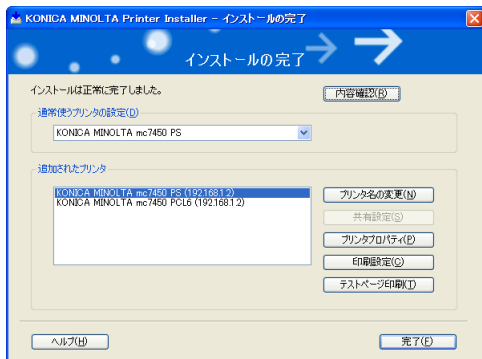 KONICA MINOLTA Printer Installer - インストールの完了
インストールの完了
インストールは正常に完了しました。
内容確認(R)
通常使うプリンタの設定(D)
KONICA MINOLTA mc7450 PS
追加されたプリンタ
KONICA MINOLTA mc7450 PS (192.168.1.2)
KONICA MINOLTA mc7450 PCL6 (192.168.1.2)
プリンタ名の変更(N)
共有設定(S)
プリンタプロパティ(P)
印刷設定(C)
テストページ印刷(T)
ヘルプ(H)
完了(F)